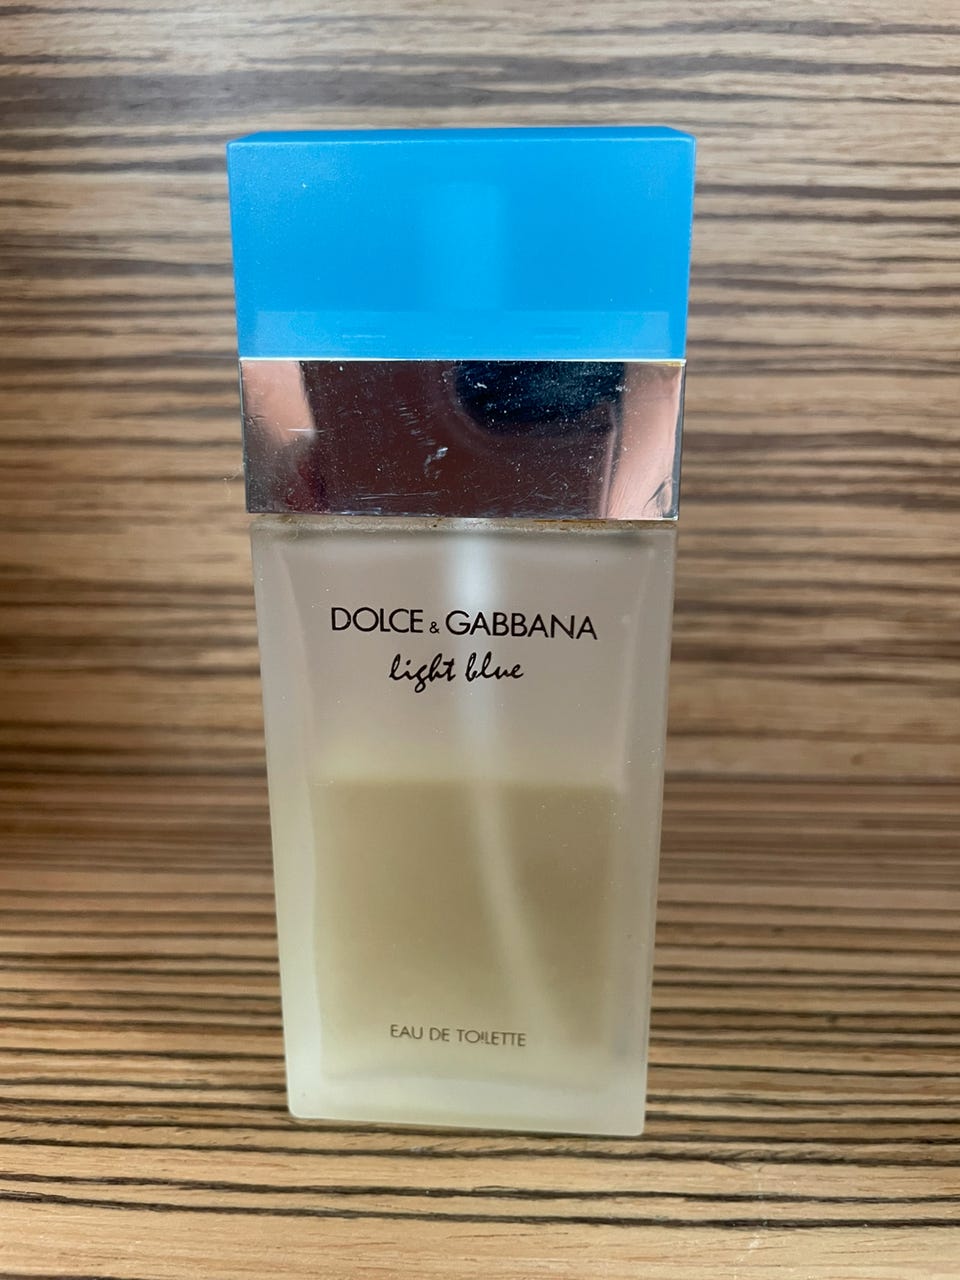 DOLCE & GABBANA
light blue
EAU DE TOILETTE